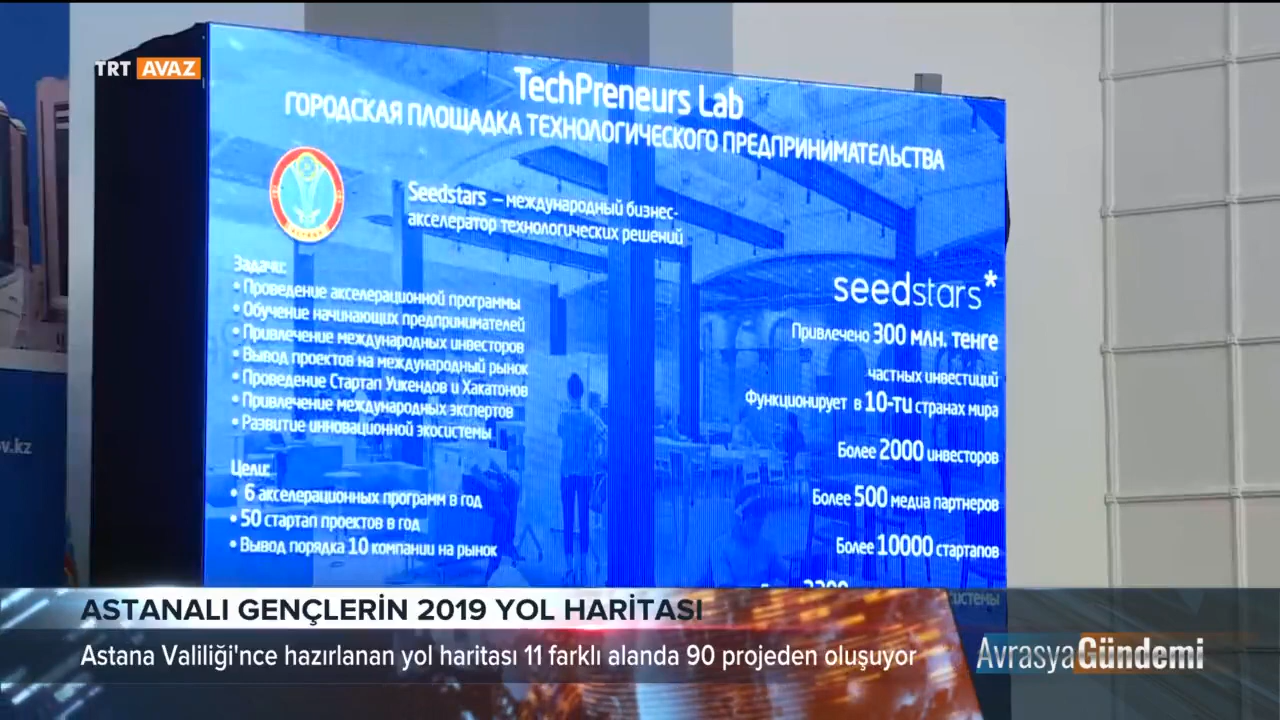 TRT AVAZ
TechPreneurs Lab
ГОРОДСКАЯ ПЛОЩАДКА ТЕХНОЛОГИЧЕСКОГО ПРЕДПРИНИМАТЕЛЬСТВА
Seedstars – международный бизнес-
акселератор технологических решений
Задачи:
• Проведение акселерационной программы
• Обучение начинающих предпринимателей
• Привлечение международных инвесторов
• Вывод проектов на международный рынок
• Проведение Стартап Уикендов и Хакатонов
• Привлечение международных экспертов
• Развитие инновационной экосистемы
Цели:
• 6 акселерационных программ в год
• 50 стартап проектов в год
• Вывод порядка 10 компании на рынок
seedstars*
Привлечено 300 млн. тенге
частных инвестиций
Функционирует в 10-ти странах мира
Более 2000 инвесторов
Более 500 медиа партнеров
Более 10000 стартапов
v.kz
ASTANALI GENÇLERİN 2019 YOL HARİTASI
Astana Valiliği'nce hazırlanan yol haritası 11 farklı alanda 90 projeden oluşuyor
AvrasyaGündemi